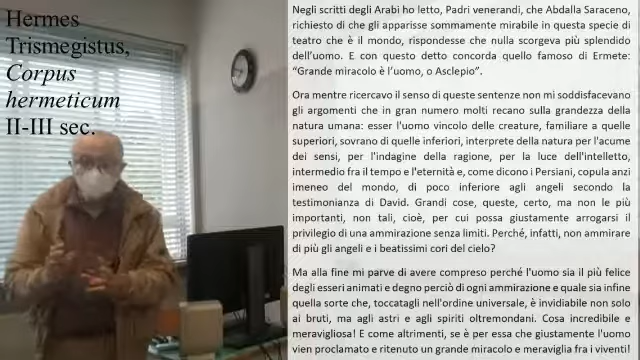 Hermes
Trismegistus,
Corpus
hermeticum
II-III sec.
Negli scritti degli Arabi ho letto, Padri venerandi, che Abdalla Saraceno,
richiesto di che gli apparisse sommamente mirabile in questa specie di
teatro che è il mondo, rispondesse che nulla scorgeva più splendido
dell’uomo. E con questo detto concorda quello famoso di Ermete:
“Grande miracolo è l’uomo, o Asclepio”.
Ora mentre ricercavo il senso di queste sentenze non mi soddisfacevano
gli argomenti che in gran numero molti recano sulla grandezza della
natura umana: esser l'uomo vincolo delle creature, familiare a quelle
superiori, sovrano di quelle inferiori, interprete della natura per l'acume
dei sensi, per l'indagine della ragione, per la luce dell'intelletto,
intermedio fra il tempo e l'eternità e, come dicono i Persiani, copula anzi
imeneo del mondo, di poco inferiore agli angeli secondo la
testimonianza di David. Grandi cose, queste, certo, ma non le più
importanti, non tali, cioè, per cui possa giustamente arrogarsi il
privilegio di una ammirazione senza limiti. Perché, infatti, non ammirare
di più gli angeli e i beatissimi cori del cielo?
Ma alla fine mi parve di avere compreso perché l'uomo sia il più felice
degli esseri animati e degno perciò di ogni ammirazione e quale sia infine
quella sorte che, toccatagli nell'ordine universale, è invidiabile non solo
ai bruti, ma agli astri e agli spiriti oltremondani. Cosa incredibile e
meravigliosa! E come altrimenti, se è per essa che giustamente l'uomo
vien proclamato e ritenuto un grande miracolo e meraviglia fra i viventi!